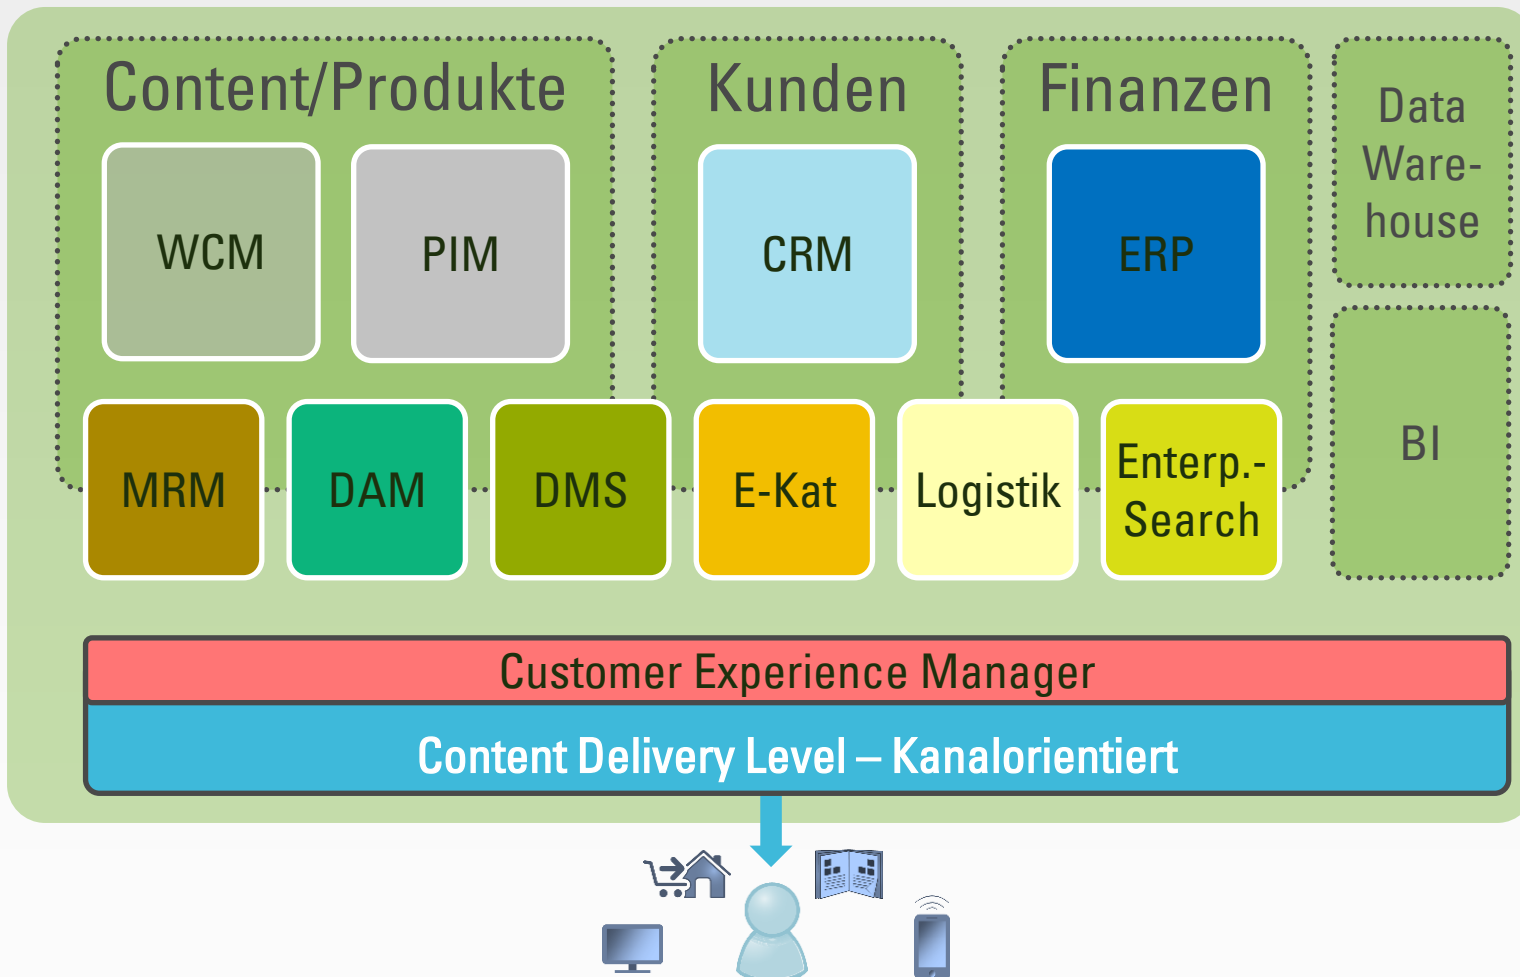 Content/Produkte
Kunden
Finanzen
Data
Ware-
house
WCM
PIM
CRM
ERP
BI
MRM
DAM
DMS
E-Kat
Logistik
Enterp.-
Search
Customer Experience Manager
Content Delivery Level – Kanalorientiert